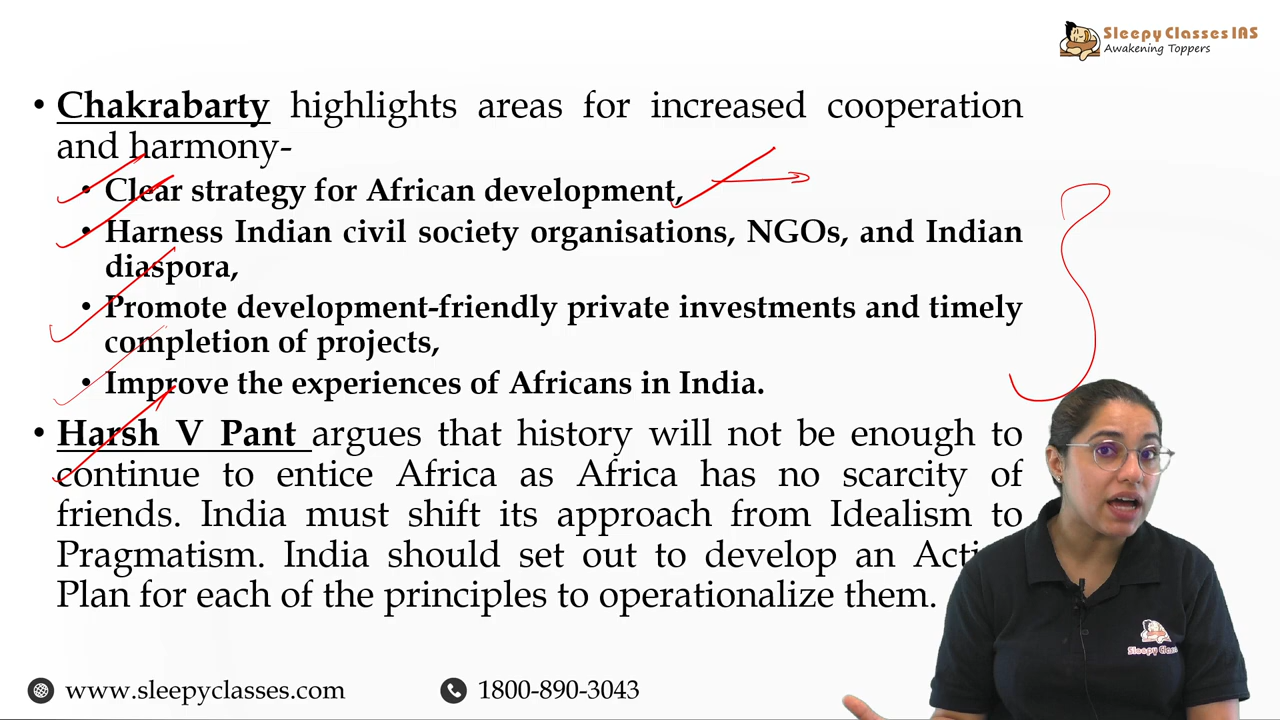 Sleepy Classes IAS
Awakening Toppers
• Chakrabarty highlights areas for increased cooperation
and harmony-
• Clear strategy for African development,
• Harness Indian civil society organisations, NGOs, and Indian
diaspora,
• Promote development-friendly private investments and timely
completion of projects,
• Improve the experiences of Africans in India.
• Harsh V Pant argues that history will not be enough to
continue to entice Africa as Africa has no scarcity of
friends. India must shift its approach from Idealism to
Pragmatism. India should set out to develop an
Plan for each of the principles to operationalize them.
Sleepy
www.sleepyclasses.com
1800-890-3043